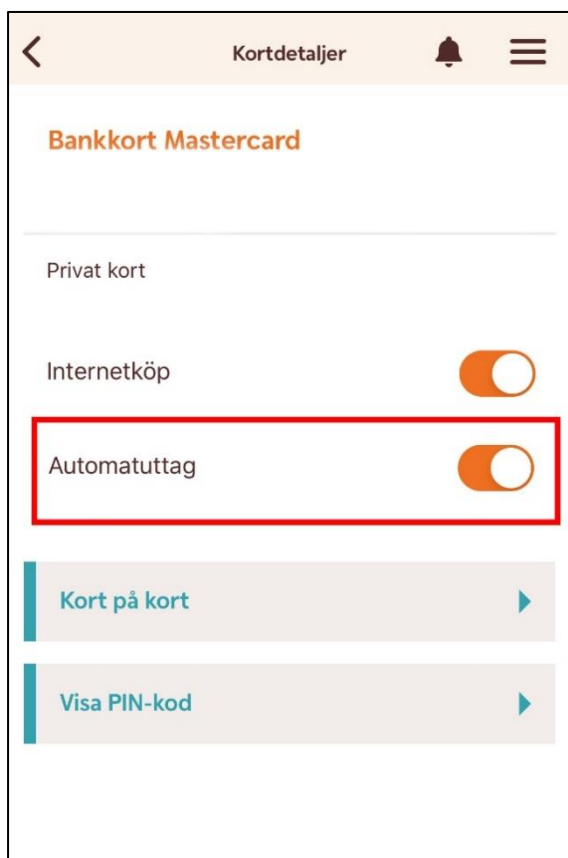 Kortdetaljer
Bankkort Mastercard
Privat kort
Internetköp
Automatuttag
Kort på kort
Visa PIN-kod